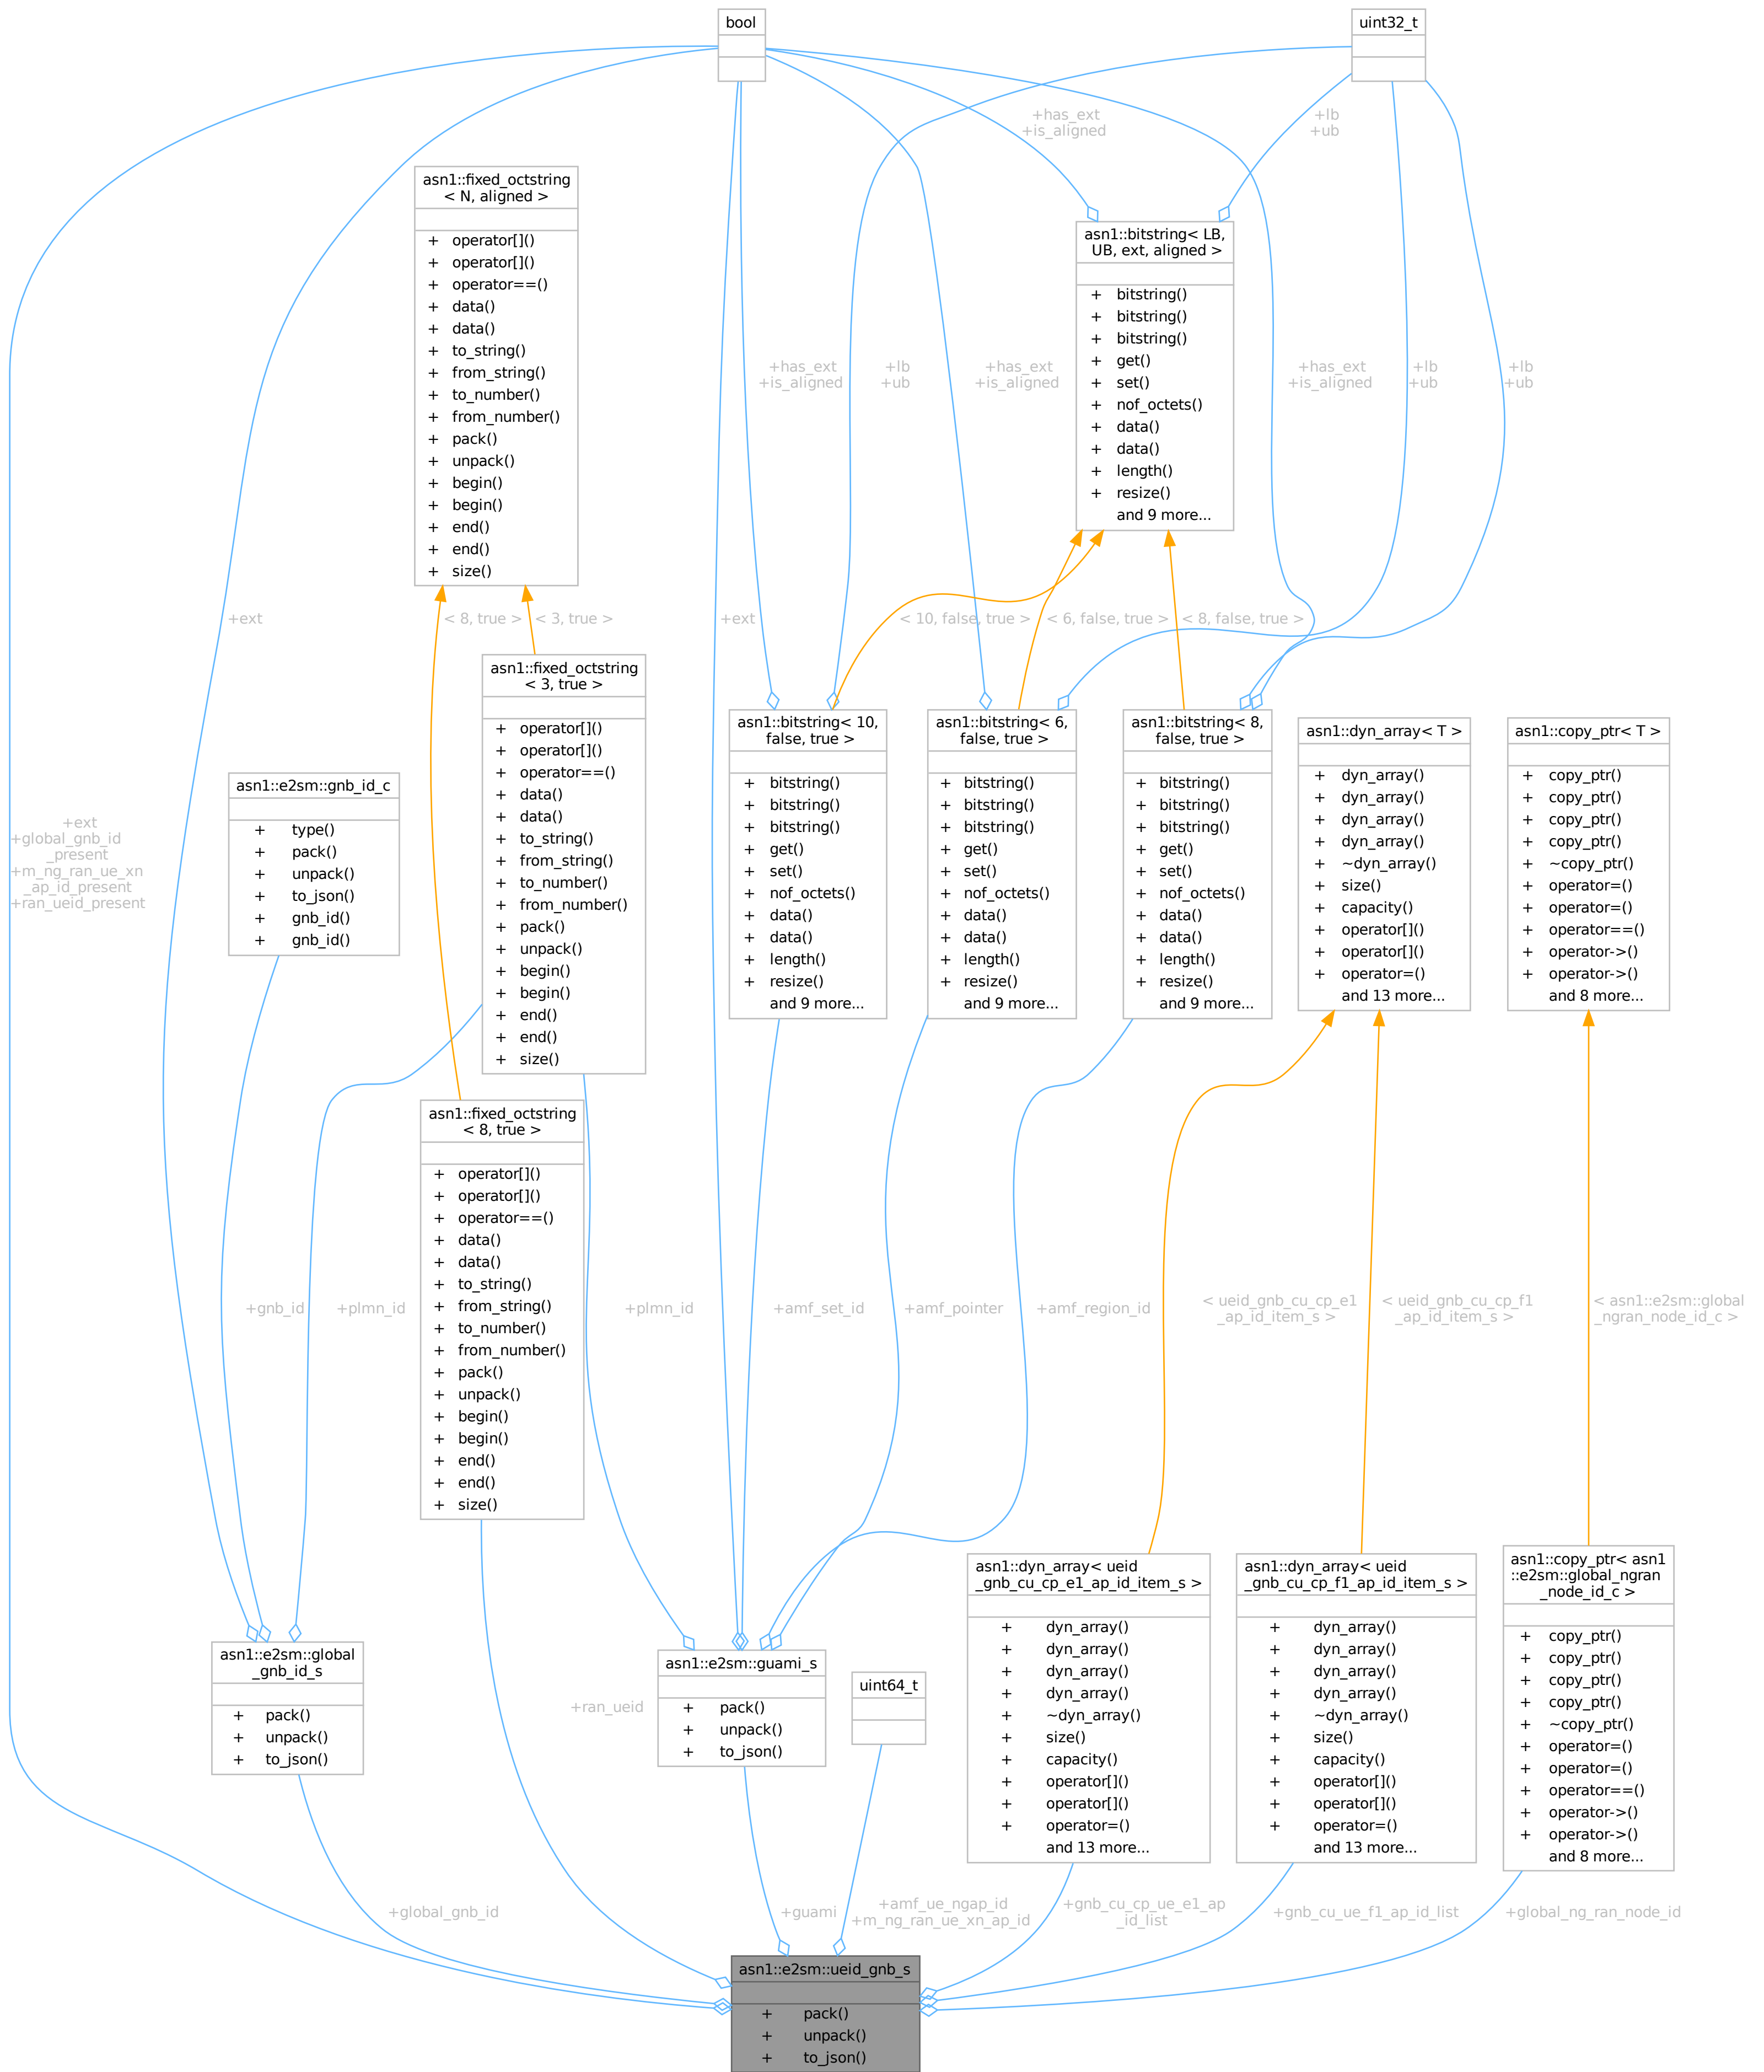 bool
uint32_t
+has_ext
+is_aligned
+lb
+ub
asn1::fixed_octstring
< N, aligned >
+ operator[]()
+ operator[]()
+ operator==()
+ data()
+ data()
+ to_string()
+ from_string()
+ to_number()
+ from_number()
+ pack()
+ unpack()
+ begin()
+ begin()
+ end()
+ end()
+ size()
asn1::bitstring< LB,
UB, ext, aligned >
+ bitstring()
+ bitstring()
+ bitstring()
+ get()
+ set()
+ nof_octets()
+ data()
+ data()
+ length()
+ resize()
and 9 more...
+has_ext
+is_aligned
+lb
+ub
+has_ext
+is_aligned
+has_ext
+is_aligned
+lb
+ub
+lb
+ub
+ext
< 8, true >
< 3, true >
+ext
< 10, false, true >
< 6, false, true >
< 8, false, true >
asn1::fixed_octstring
< 3, true >
+ operator[]()
+ operator[]()
+ operator==()
+ data()
+ data()
+ to_string()
+ from_string()
+ to_number()
+ from_number()
+ pack()
+ unpack()
+ begin()
+ begin()
+ end()
+ end()
+ size()
asn1::bitstring< 10,
false, true >
+ bitstring()
+ bitstring()
+ bitstring()
+ get()
+ set()
+ nof_octets()
+ data()
+ data()
+ length()
+ resize()
and 9 more...
asn1::bitstring< 6,
false, true >
+ bitstring()
+ bitstring()
+ bitstring()
+ get()
+ set()
+ nof_octets()
+ data()
+ data()
+ length()
+ resize()
and 9 more...
asn1::bitstring< 8,
false, true >
+ bitstring()
+ bitstring()
+ bitstring()
+ get()
+ set()
+ nof_octets()
+ data()
+ data()
+ length()
+ resize()
and 9 more...
asn1::dyn_array< T >
+ dyn_array()
+ dyn_array()
+ dyn_array()
+ dyn_array()
+ ~dyn_array()
+ size()
+ capacity()
+ operator[]()
+ operator[]()
+ operator=()
and 13 more...
asn1::copy_ptr< T >
+ copy_ptr()
+ copy_ptr()
+ copy_ptr()
+ copy_ptr()
+ ~copy_ptr()
+ operator=()
+ operator=()
+ operator==()
+ operator->()
+ operator->()
and 8 more...
asn1::e2sm::gnb_id_c
+ type()
+ pack()
+ unpack()
+ to_json()
+ gnb_id()
+ gnb_id()
+ext
+global_gnb_id
_present
+m_ng_ran_ue_xn
_ap_id_present
+ran_ueid_present
asn1::fixed_octstring
< 8, true >
+ operator[]()
+ operator[]()
+ operator==()
+ data()
+ data()
+ to_string()
+ from_string()
+ to_number()
+ from_number()
+ pack()
+ unpack()
+ begin()
+ begin()
+ end()
+ end()
+ size()
+gnb_id
+plmn_id
+plmn_id
+amf_set_id
+amf_pointer
+amf_region_id
< ueid_gnb_cu_cp_e1
_ap_id_item_s >
< ueid_gnb_cu_cp_f1
_ap_id_item_s >
< asn1::e2sm::global
_ngran_node_id_c >
asn1::e2sm::global
_gnb_id_s
+ pack()
+ unpack()
+ to_json()
+ran_ueid
asn1::e2sm::guami_s
+ pack()
+ unpack()
+ to_json()
uint64_t
asn1::dyn_array< ueid
_gnb_cu_cp_e1_ap_id_item_s >
+ dyn_array()
+ dyn_array()
+ dyn_array()
+ dyn_array()
+ ~dyn_array()
+ size()
+ capacity()
+ operator[]()
+ operator[]()
+ operator=()
and 13 more...
asn1::dyn_array< ueid
_gnb_cu_cp_f1_ap_id_item_s >
+ dyn_array()
+ dyn_array()
+ dyn_array()
+ dyn_array()
+ ~dyn_array()
+ size()
+ capacity()
+ operator[]()
+ operator[]()
+ operator=()
and 13 more...
asn1::copy_ptr< asn1
::e2sm::global_ngran
_node_id_c >
+ copy_ptr()
+ copy_ptr()
+ copy_ptr()
+ copy_ptr()
+ ~copy_ptr()
+ operator=()
+ operator=()
+ operator==()
+ operator->()
+ operator->()
and 8 more...
+global_gnb_id
+guami
+amf_ue_ngap_id
+m_ng_ran_ue_xn_ap_id
+gnb_cu_cp_ue_e1_ap
_id_list
+gnb_cu_ue_f1_ap_id_list
+global_ng_ran_node_id
asn1::e2sm::ueid_gnb_s
+ pack()
+ unpack()
+ to_json()